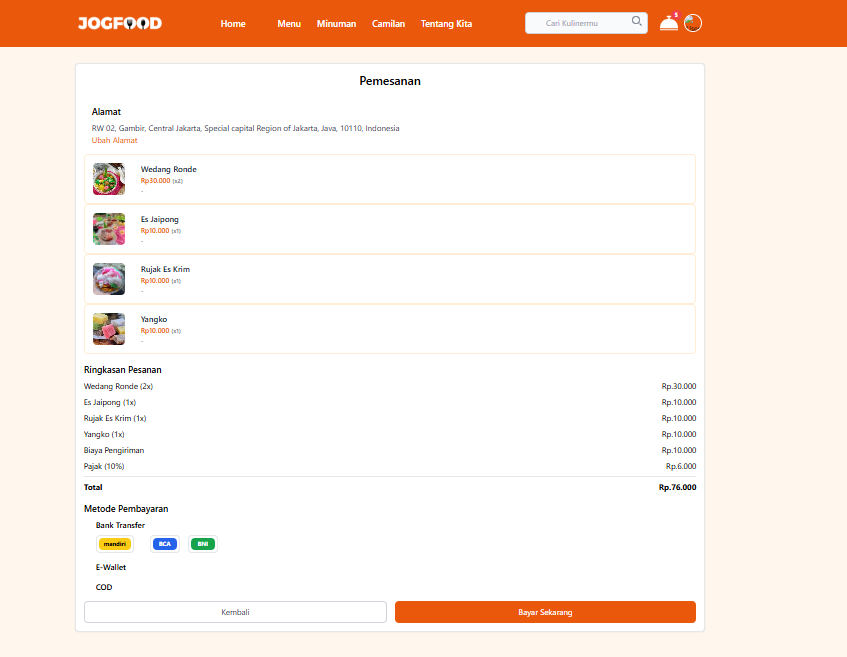 JOGFOOD
Home Menu Minuman Camilan Tentang Kita
Cari Kulinermu
Pemesanan
Alamat
RW 02, Gambir, Central Jakarta, Special capital Region of Jakarta, Java, 10110, Indonesia
Ubah Alamat
Wedang Ronde
Rp30.000 (x2)
-
Es Jaipong
Rp10.000 (x1)
-
Rujak Es Krim
Rp10.000 (x1)
-
Yangko
Rp10.000 (x1)
-
Ringkasan Pesanan
Wedang Ronde (2x) Rp.30.000
Es Jaipong (1x) Rp.10.000
Rujak Es Krim (1x) Rp.10.000
Yangko (1x) Rp.10.000
Biaya Pengiriman Rp.10.000
Pajak (10%) Rp.6.000
Total Rp.76.000
Metode Pembayaran
Bank Transfer
mandiri BCA BNI
E-Wallet
COD
Kembali Bayar Sekarang